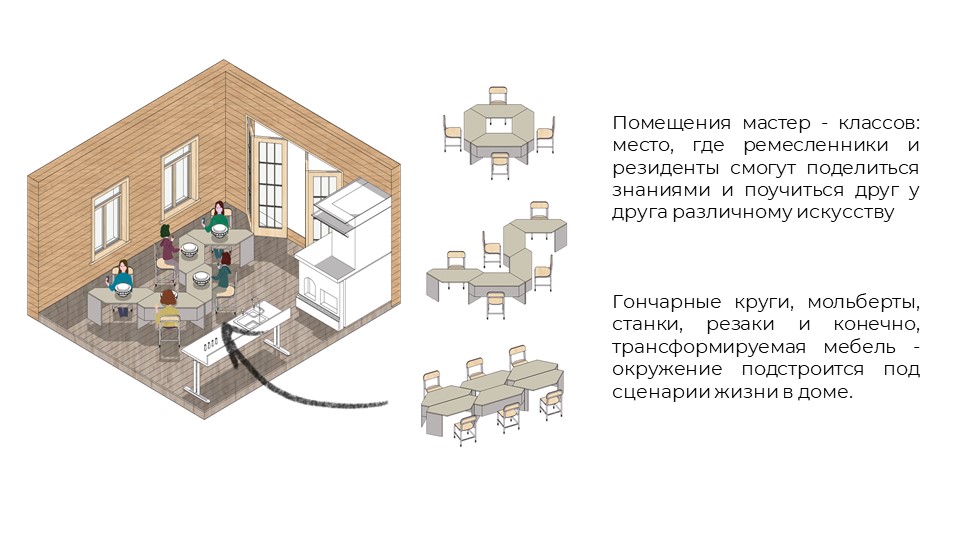 Помещения мастер - классов:
место, где ремесленники и
резиденты смогут поделиться
знаниями и поучиться друг у
друга различному искусству
Гончарные круги, мольберты,
станки, резаки и конечно,
трансформируемая мебель -
окружение подстроится под
сценарии жизни в доме.